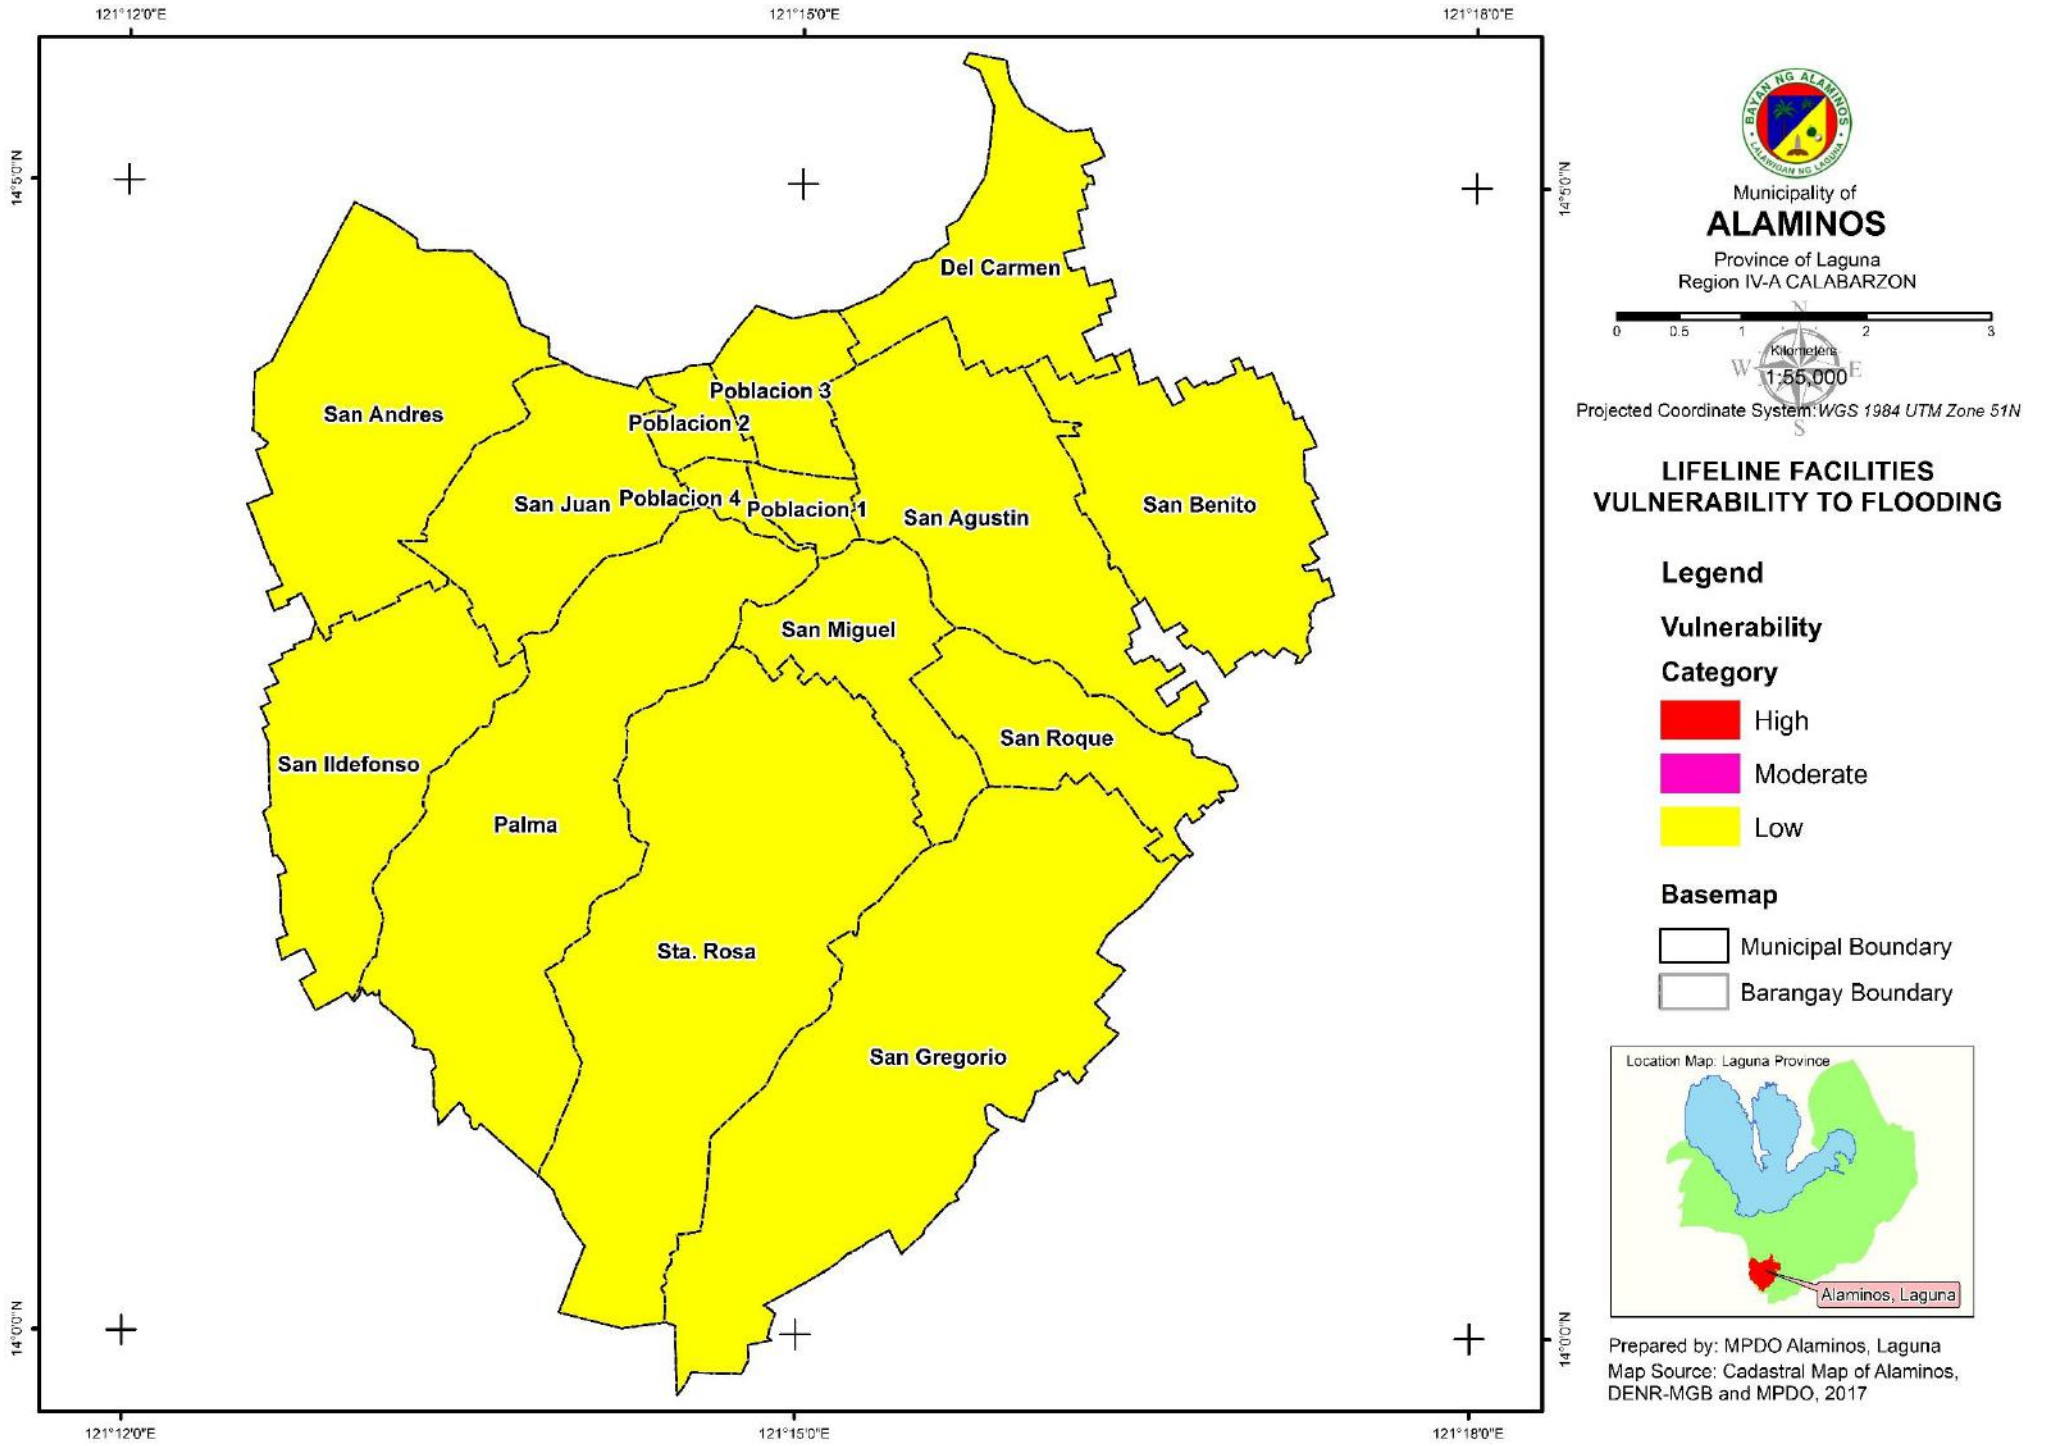 121°12'0"E
121°15'0"E
121°18'0"E
14°5'0"N
14°5'0"N
Del Carmen
San Andres
Poblacion 3
Poblacion 2
San Juan
Poblacion 4
Poblacion 1
San Agustin
San Benito
San Miguel
San Roque
San Ildefonso
Palma
Sta. Rosa
San Gregorio
14°0'0"N
14°0'0"N
121°12'0"E
121°15'0"E
121°18'0"E
BAYAN NG ALAMINOS
LALAWIGAN NG LAGUNA
Municipality of
ALAMINOS
Province of Laguna
Region IV-A CALABARZON
N
0 0.5 1 2 3
Kilometers
W E
1:55,000
Projected Coordinate System: WGS 1984 UTM Zone 51N
S
LIFELINE FACILITIES
VULNERABILITY TO FLOODING
Legend
Vulnerability
Category
High
Moderate
Low
Basemap
Municipal Boundary
Barangay Boundary
Location Map: Laguna Province
Alaminos, Laguna
Prepared by: MPDO Alaminos, Laguna
Map Source: Cadastral Map of Alaminos,
DENR-MGB and MPDO, 2017